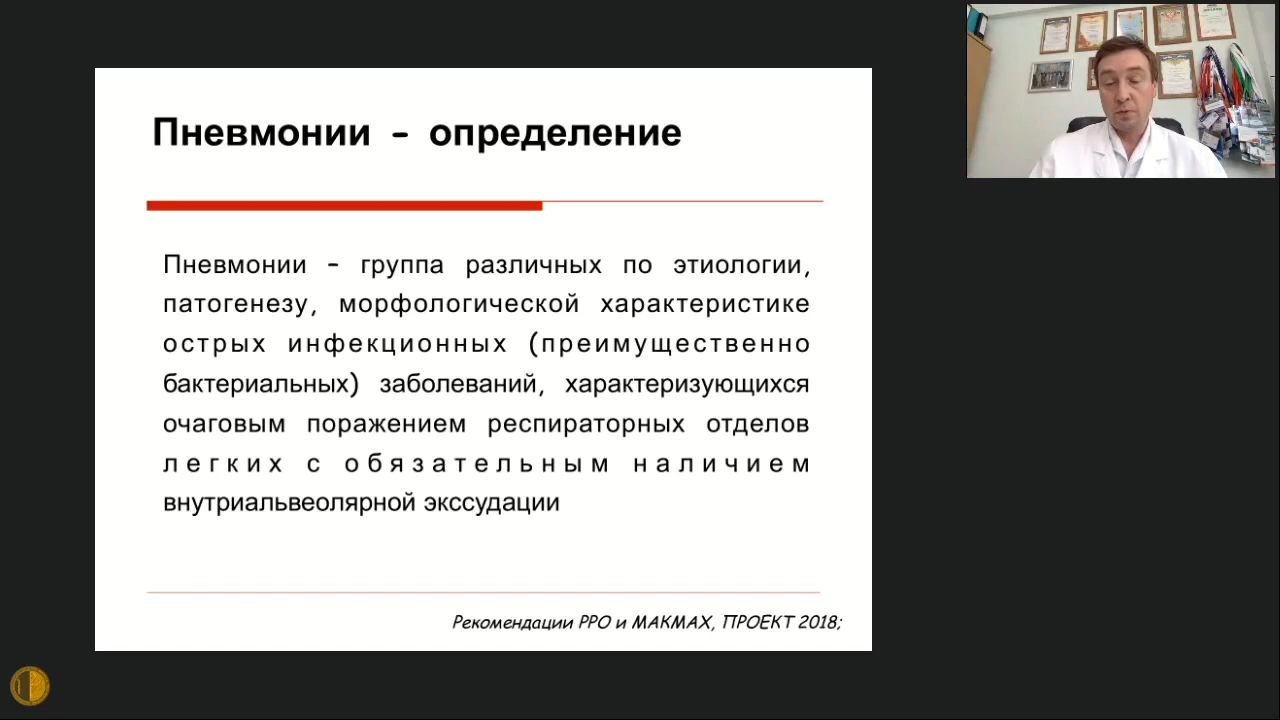 Пневмонии - определение
Пневмонии - группа различных по этиологии,
патогенезу, морфологической характеристике
острых инфекционных (преимущественно
бактериальных) заболеваний, характеризующихся
очаговым поражением респираторных отделов
легких с обязательным наличием
внутриальвеолярной экссудации
Рекомендации РРО и МАКМАХ, ПРОЕКТ 2018;